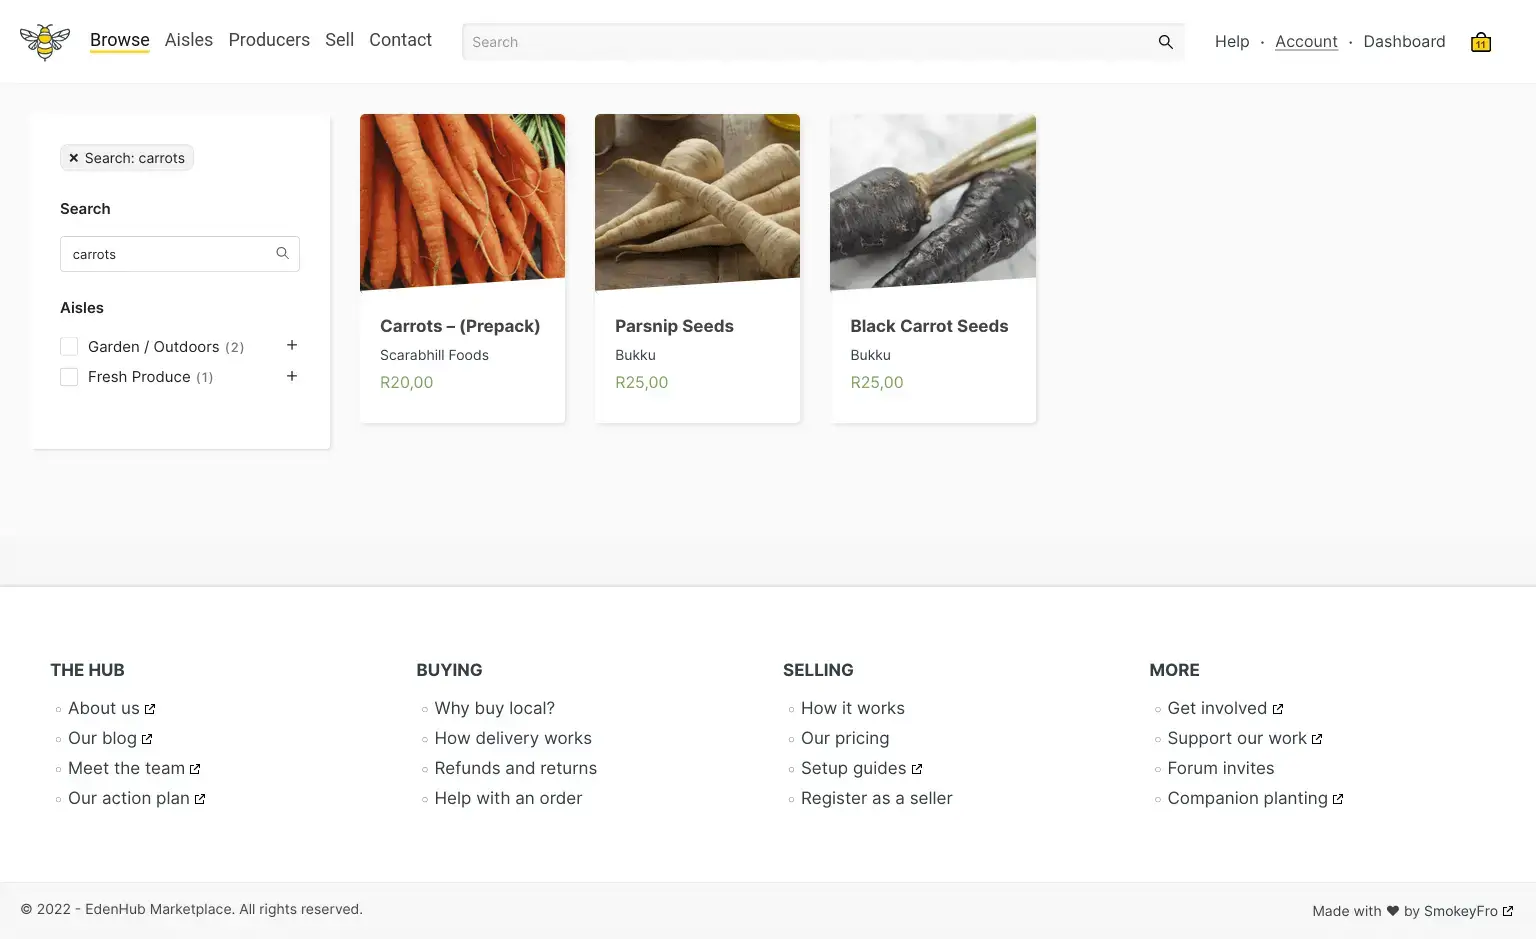 Browse Aisles Producers Sell Contact Search Help · Account · Dashboard 11
× Search: carrots
Search
carrots
Aisles
Garden / Outdoors (2) +
Fresh Produce (1) +
Carrots – (Prepack)
Scarabhill Foods
R20,00
Parsnip Seeds
Bukku
R25,00
Black Carrot Seeds
Bukku
R25,00
THE HUB
About us
Our blog
Meet the team
Our action plan
BUYING
Why buy local?
How delivery works
Refunds and returns
Help with an order
SELLING
How it works
Our pricing
Setup guides
Register as a seller
MORE
Get involved
Support our work
Forum invites
Companion planting
© 2022 - EdenHub Marketplace. All rights reserved.
Made with ❤ by SmokeyFro